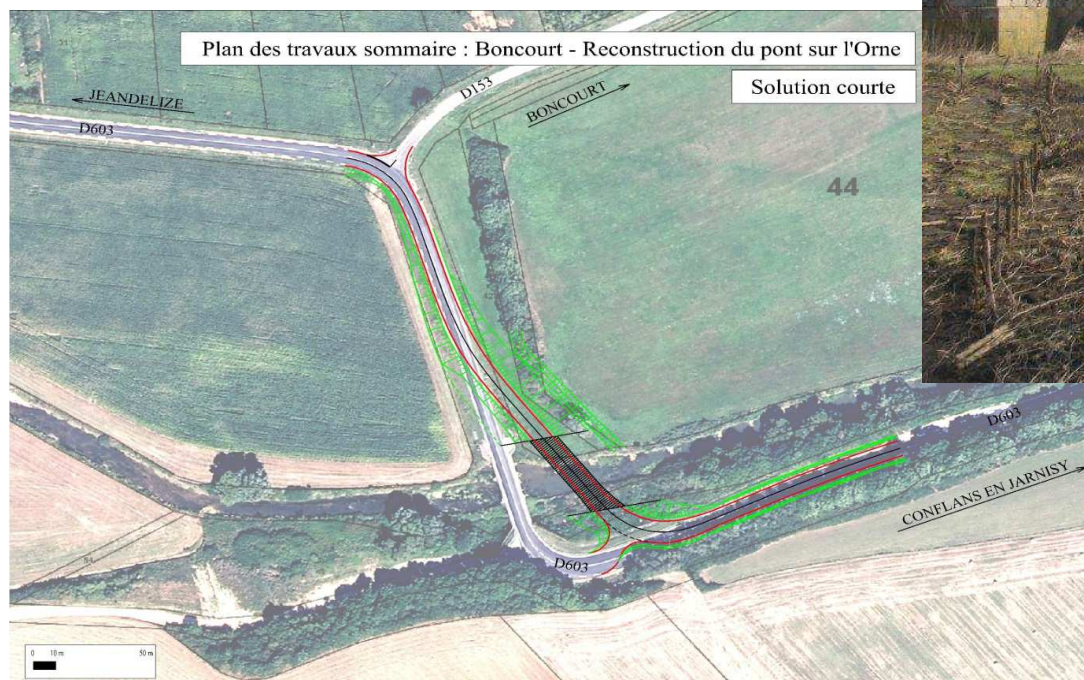 Plan des travaux sommaire : Boncourt - Reconstruction du pont sur l'Orne
Solution courte
JEANDELIZE
D603
D153
BONCOURT
44
D603
CONFLANS EN JARNISY
D603
0 10 m 50 m